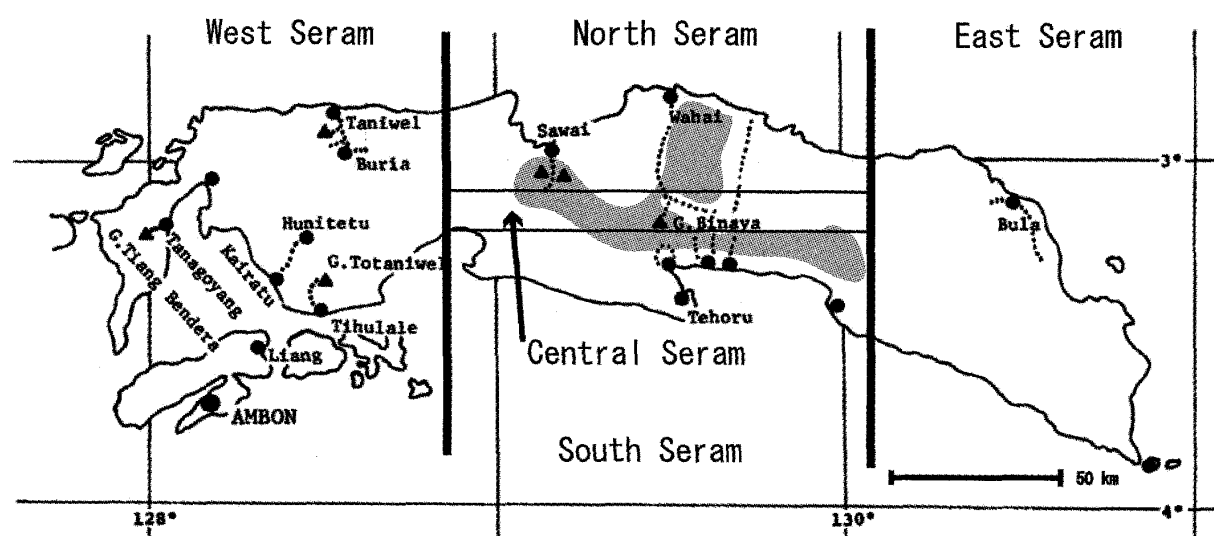 West Seram
North Seram
East Seram
Taniwel
Buria
Sawai
Wahai
3°
Hunitetu
G.Binaya
Bula
G.Totaniwel
Kairatu
Tanagoyang
G.Tiang Bendera
Tihulale
Tehoru
Liang
Central Seram
AMBON
South Seram
50 km
128°
130°
4°